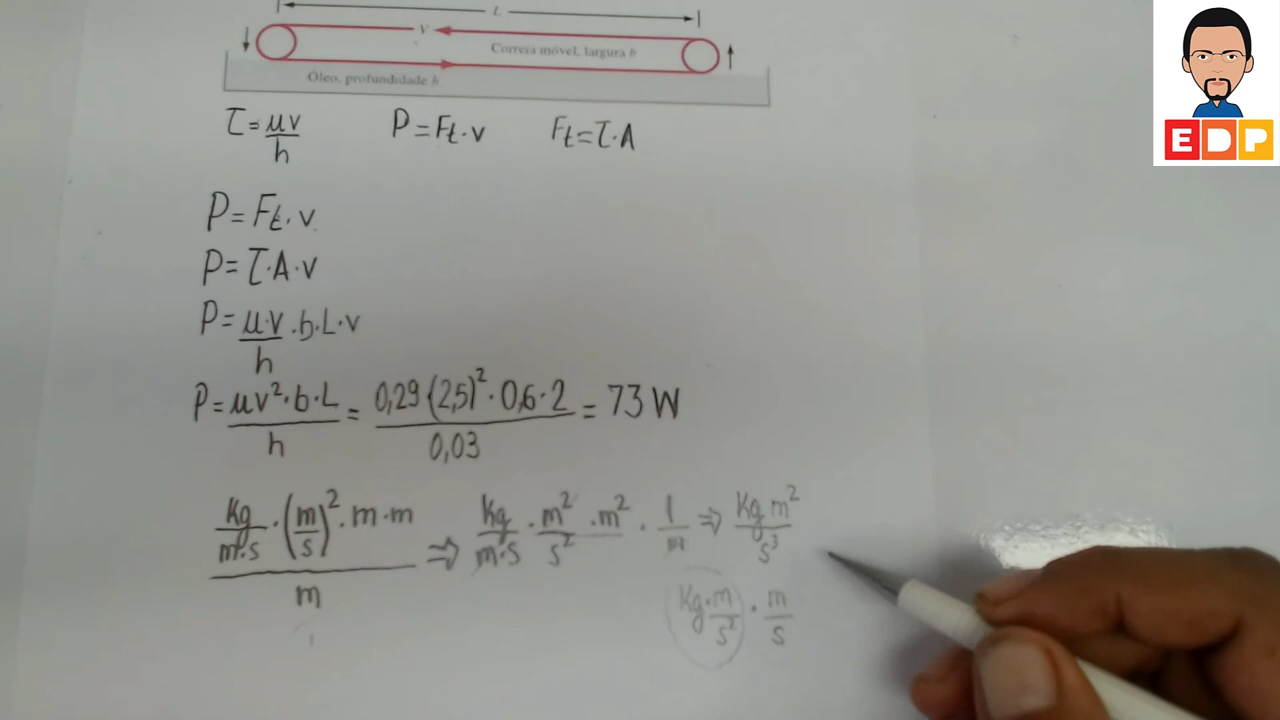 L
V
Correia móvel, largura b
Óleo, profundidade h
τ = μv/h P = Ft·v Ft = τ·A
P = Ft·v
P = τ·A·v
P = μ·v/h ·b·L·v
P = μv²·b·L/h = 0,29(2,5)²·0,6·2/0,03 = 73 W
kg/m·s ·(m/s)²·m·m/m ⇒ kg/m·s · m²/s² ·m² · 1/m ⇒ kg m²/s³
kg·m/s² · m/s
EDP